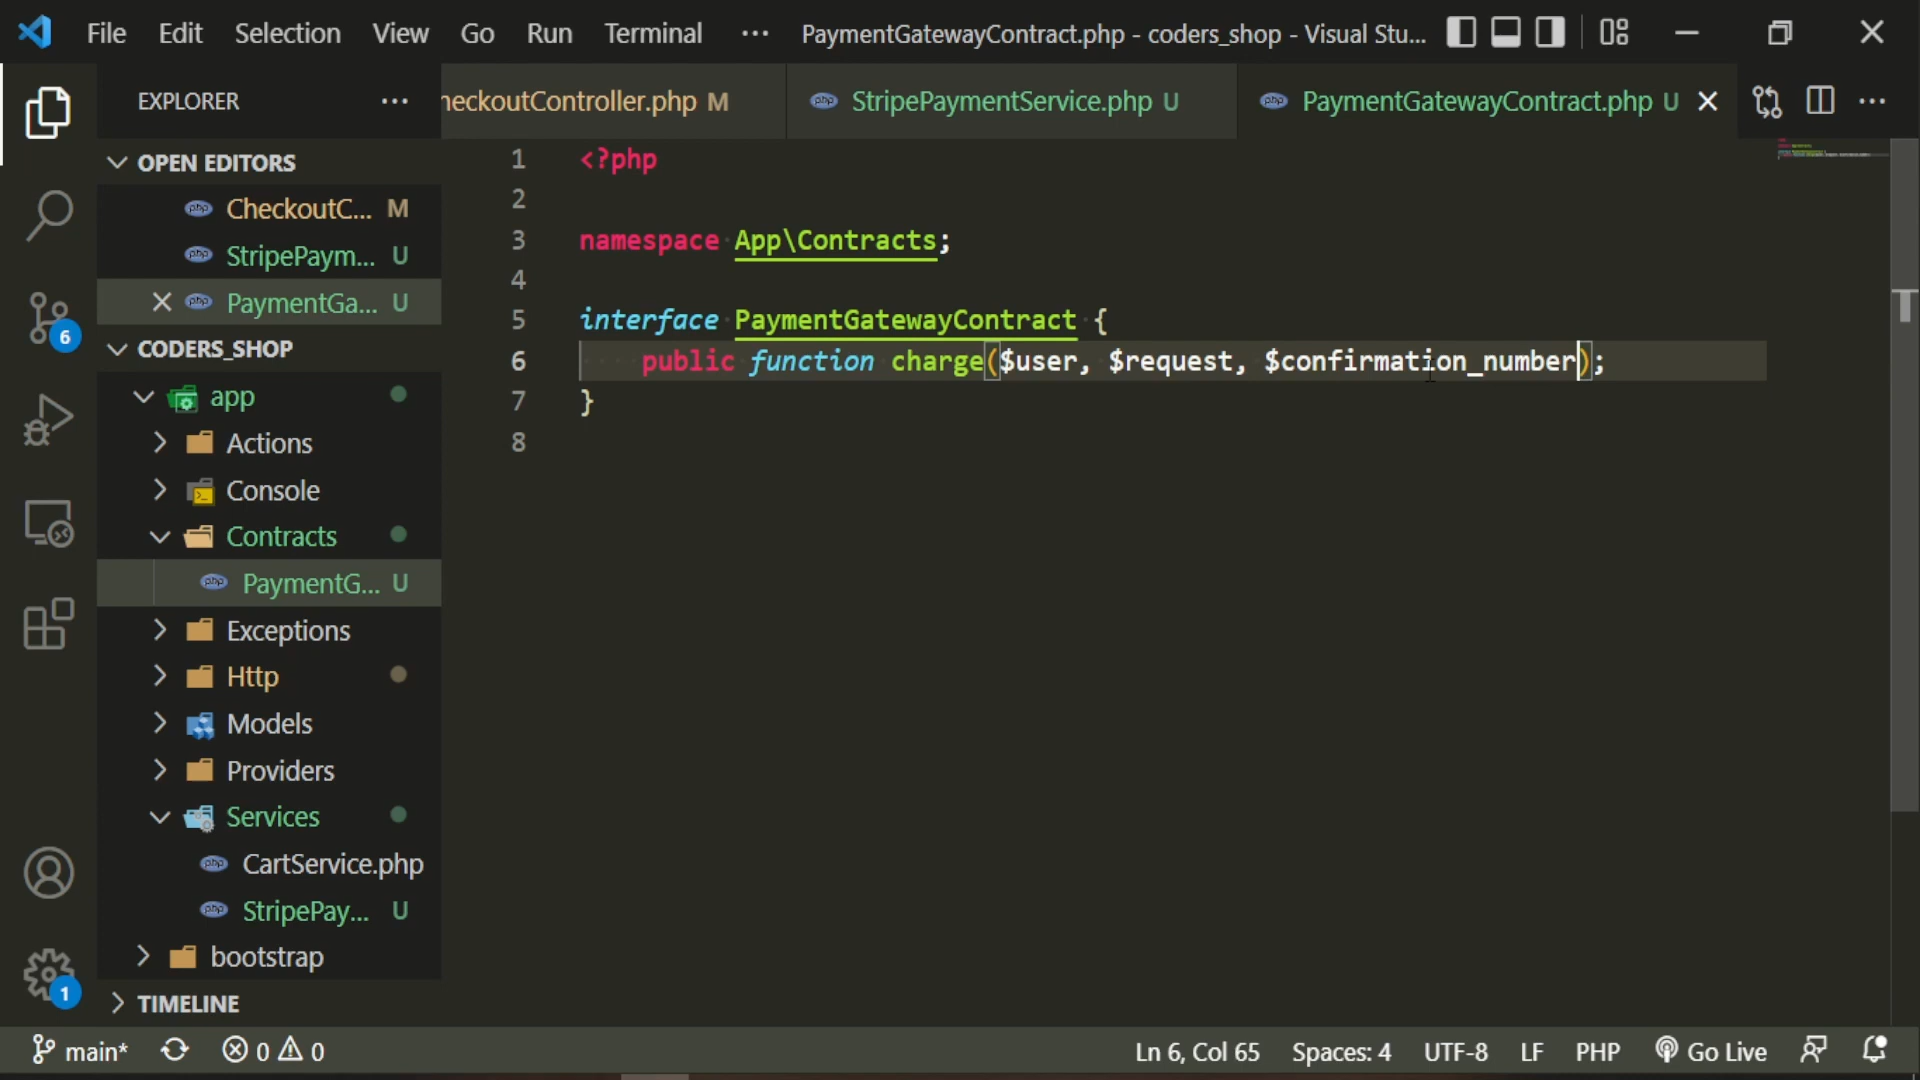 File Edit Selection View Go Run Terminal ··· PaymentGatewayContract.php - coders_shop - Visual Stu...
EXPLORER ···
heckoutController.php M StripePaymentService.php U PaymentGatewayContract.php U
OPEN EDITORS
CheckoutC... M
StripePaym... U
PaymentGa... U
CODERS_SHOP
app
Actions
Console
Contracts
PaymentG... U
Exceptions
Http
Models
Providers
Services
CartService.php
StripePay... U
bootstrap
TIMELINE
6
1
1 <?php
2
3 namespace App\Contracts;
4
5 interface PaymentGatewayContract {
6 public function charge($user, $request, $confirmation_number);
7 }
8
main* 0 0 Ln 6, Col 65 Spaces: 4 UTF-8 LF PHP Go Live